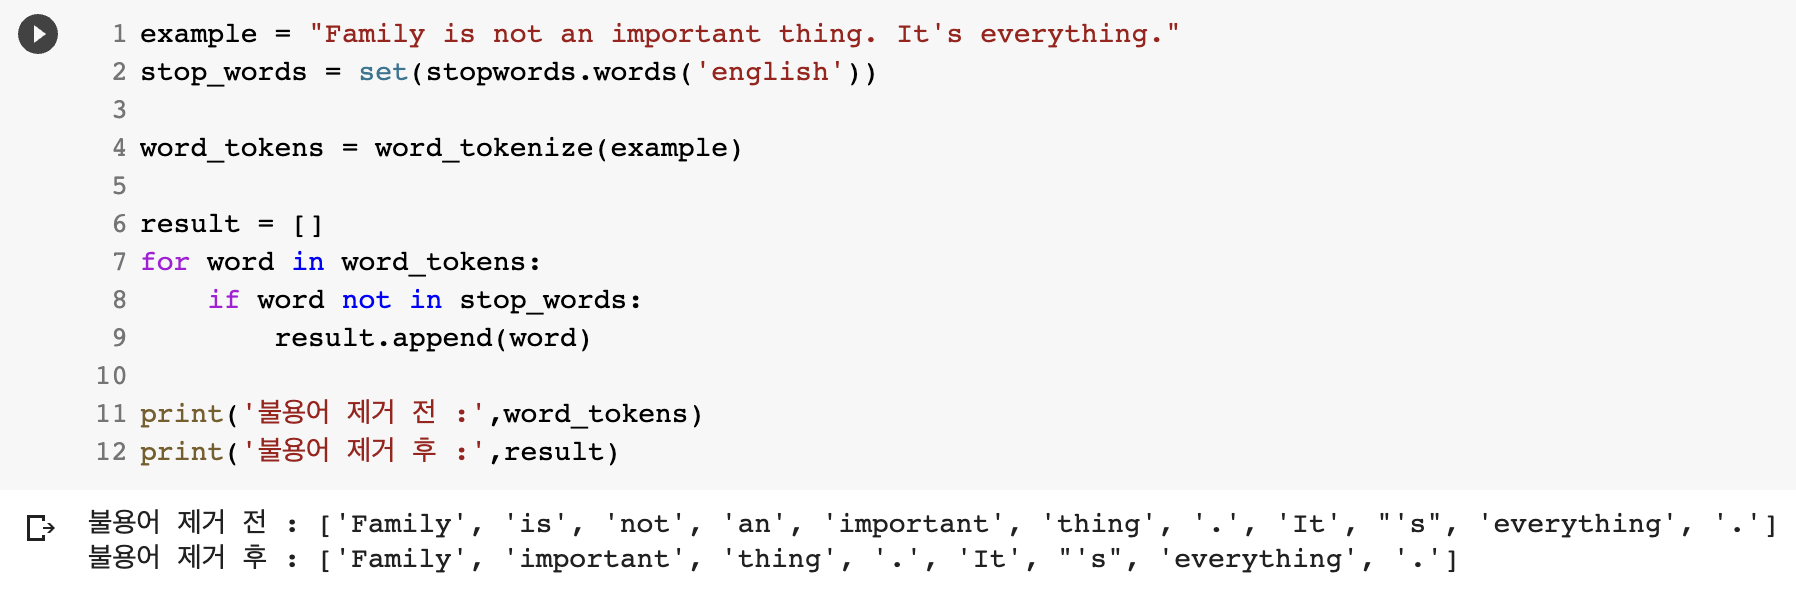 1 example = "Family is not an important thing. It's everything."
2 stop_words = set(stopwords.words('english'))
3
4 word_tokens = word_tokenize(example)
5
6 result = []
7 for word in word_tokens:
8     if word not in stop_words:
9         result.append(word)
10
11 print('불용어 제거 전 :',word_tokens)
12 print('불용어 제거 후 :',result)
불용어 제거 전 : ['Family', 'is', 'not', 'an', 'important', 'thing', '.', 'It', "'s", 'everything', '.']
불용어 제거 후 : ['Family', 'important', 'thing', '.', 'It', "'s", 'everything', '.']